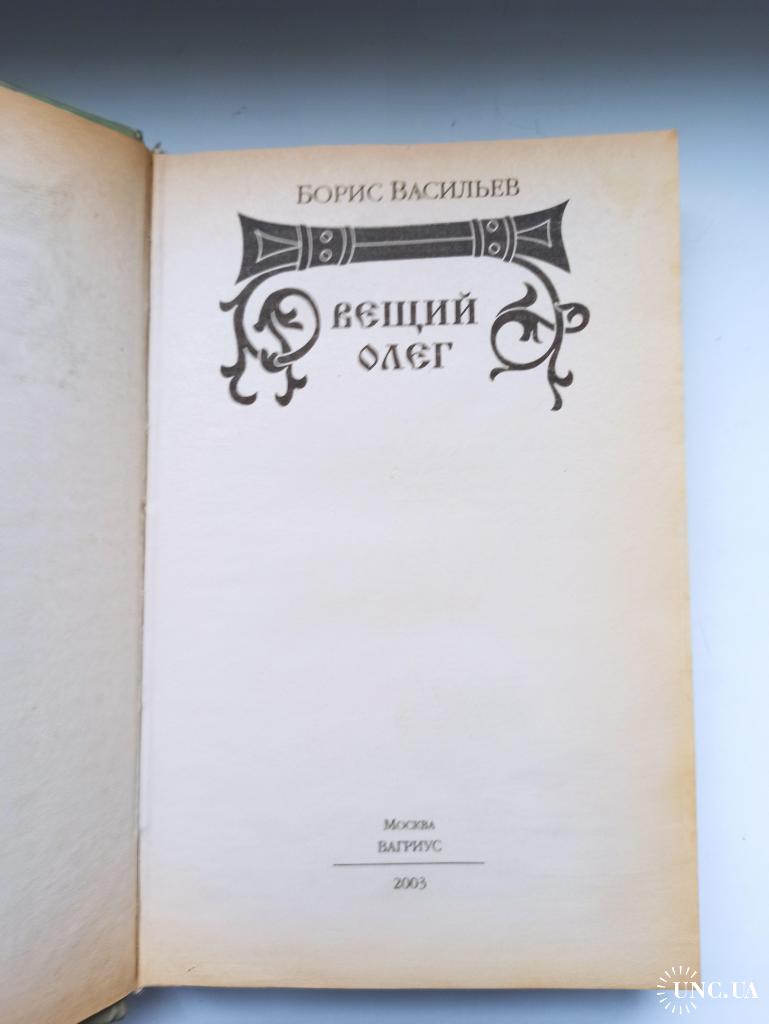 БОРИС ВАСИЛЬЕВ
ВЕЩИЙ
ОЛЕГ
МОСКВА
ВАГРИУС
2003
UNC.UA